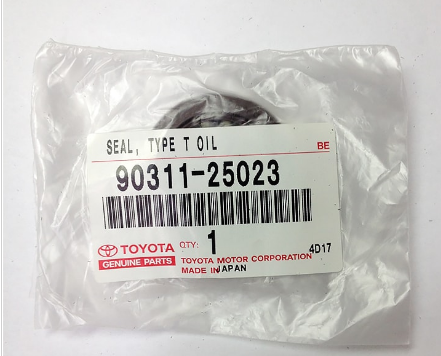 SEAL, TYPE T OIL
BE
90311-25023
TOYOTA
GENUINE PARTS
QTY: 1
4D17
TOYOTA MOTOR CORPORATION
MADE IN JAPAN